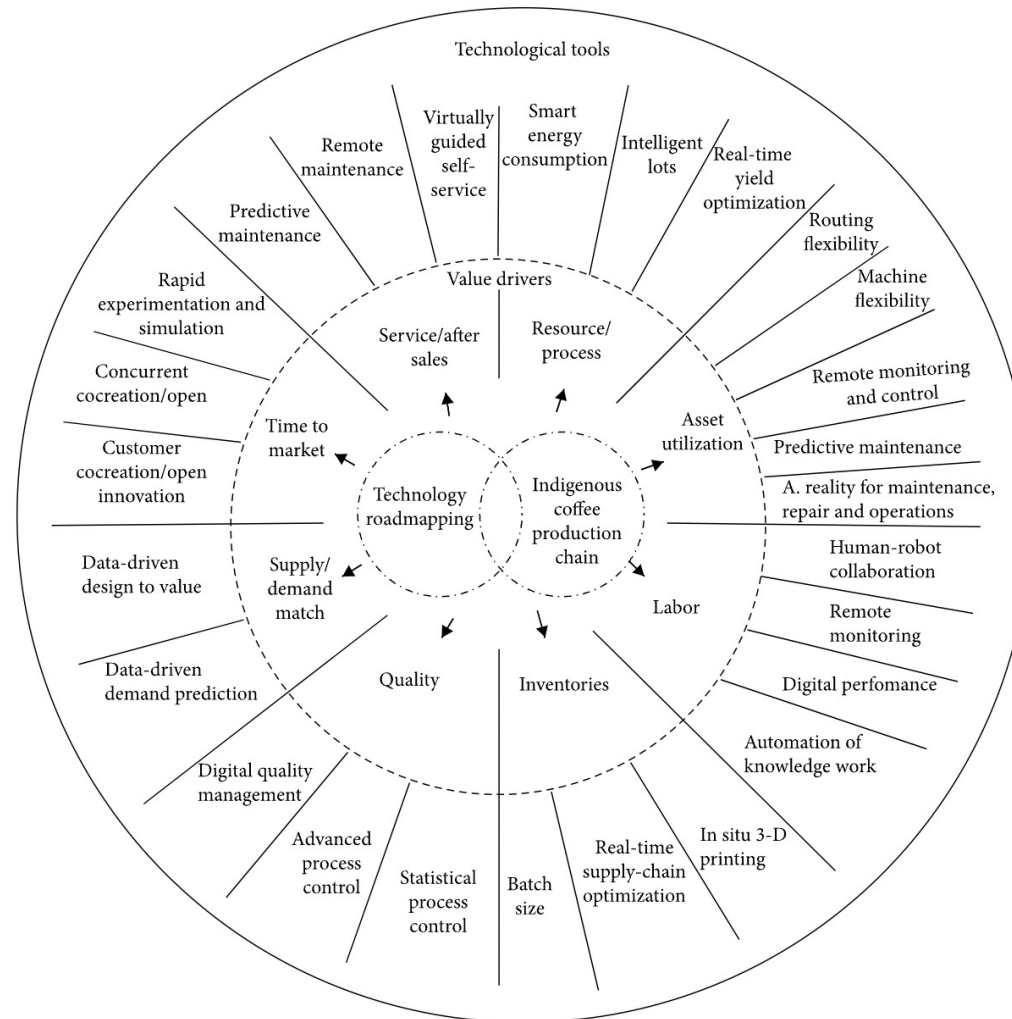 Technological tools
Virtually
guided
self-
service
Smart
energy
consumption
Intelligent
lots
Real-time
yield
optimization
Routing
flexibility
Machine
flexibility
Remote monitoring
and control
Predictive maintenance
A. reality for maintenance,
repair and operations
Human-robot
collaboration
Remote
monitoring
Digital perfomance
Automation of
knowledge work
In situ 3-D
printing
Real-time
supply-chain
optimization
Batch
size
Statistical
process
control
Advanced
process
control
Digital quality
management
Data-driven
demand prediction
Data-driven
design to value
Customer
cocreation/open
innovation
Concurrent
cocreation/open
Rapid
experimentation and
simulation
Predictive
maintenance
Remote
maintenance
Value drivers
Service/after
sales
Resource/
process
Asset
utilization
Labor
Inventories
Quality
Supply/
demand
match
Time to
market
Technology
roadmapping
Indigenous
coffee
production
chain